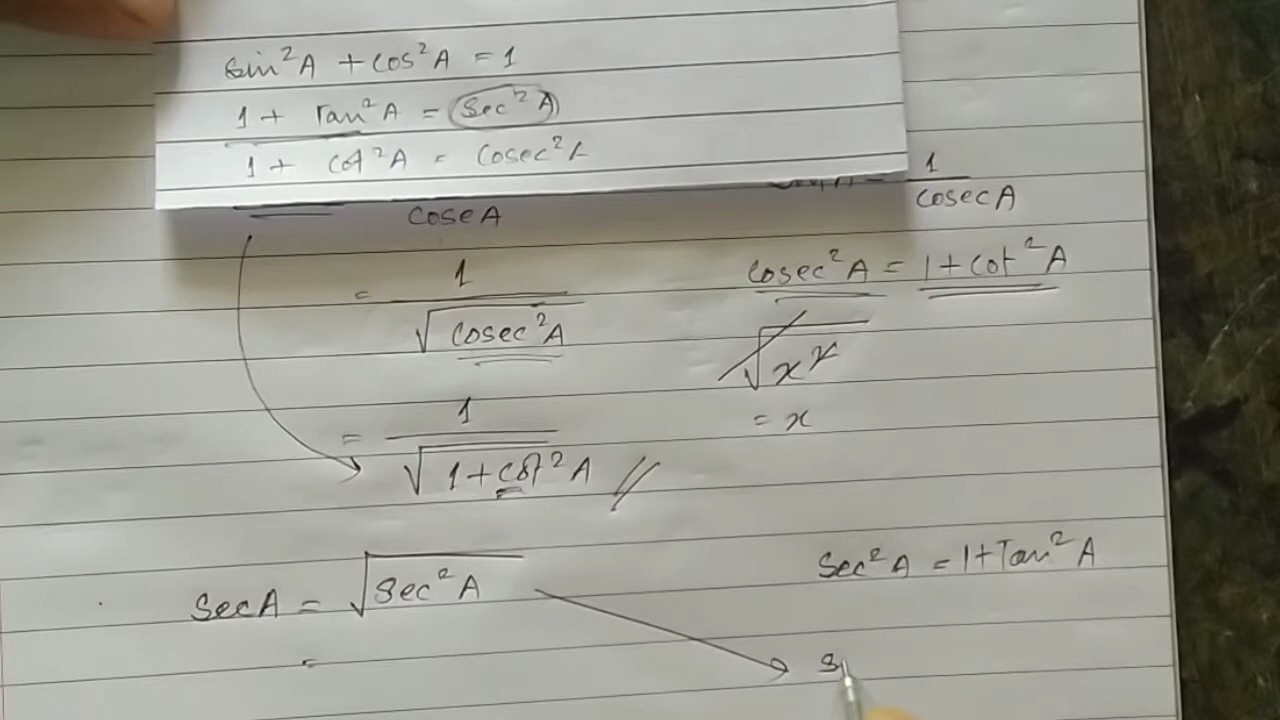 sin²A + cos²A = 1
1 + Tan²A = Sec²A
1 + cot²A = Cosec²A
CoseA
1
CosecA
= 1
√Cosec²A
Cosec²A = 1 + Cot²A
√x²
= x
= 1
√1+cot²A //
SecA = √Sec²A
Sec²A = 1+Tan²A
=
S